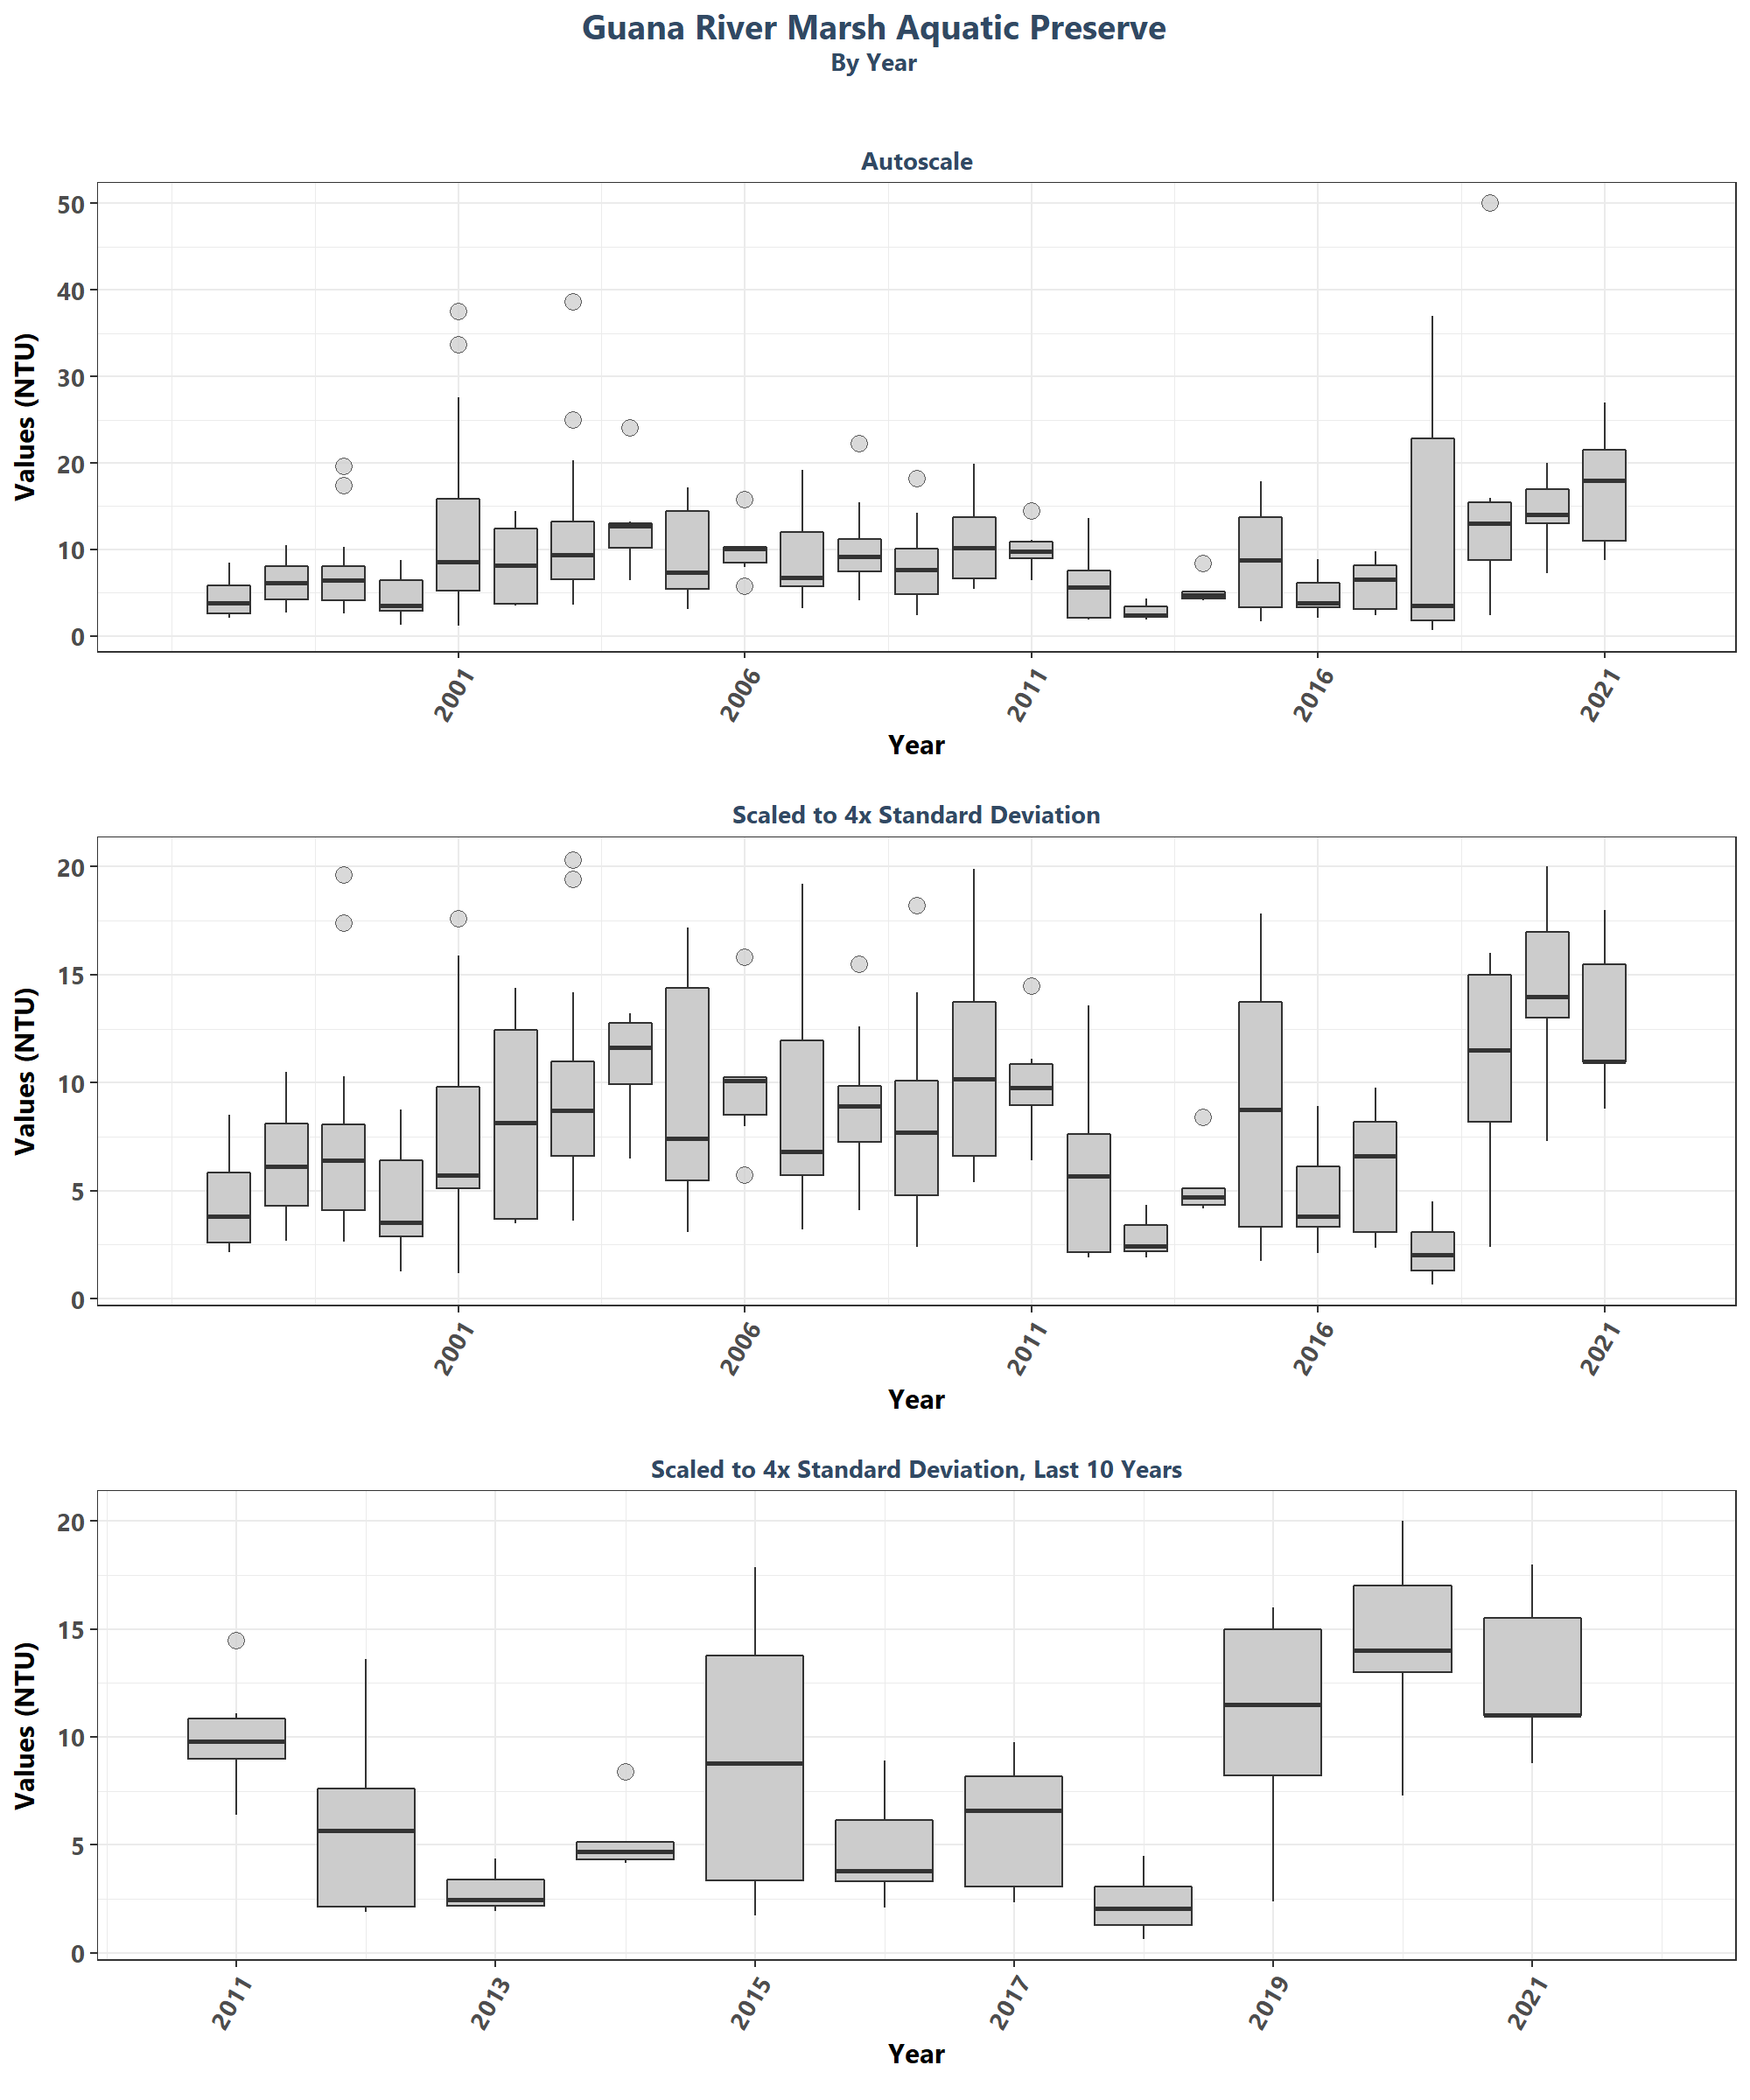 Guana River Marsh Aquatic Preserve
By Year
Autoscale
Values (NTU)
50
40
30
20
10
0
2001 2006 2011 2016 2021
Year
Scaled to 4x Standard Deviation
Values (NTU)
20
15
10
5
0
2001 2006 2011 2016 2021
Year
Scaled to 4x Standard Deviation, Last 10 Years
Values (NTU)
20
15
10
5
0
2011 2013 2015 2017 2019 2021
Year